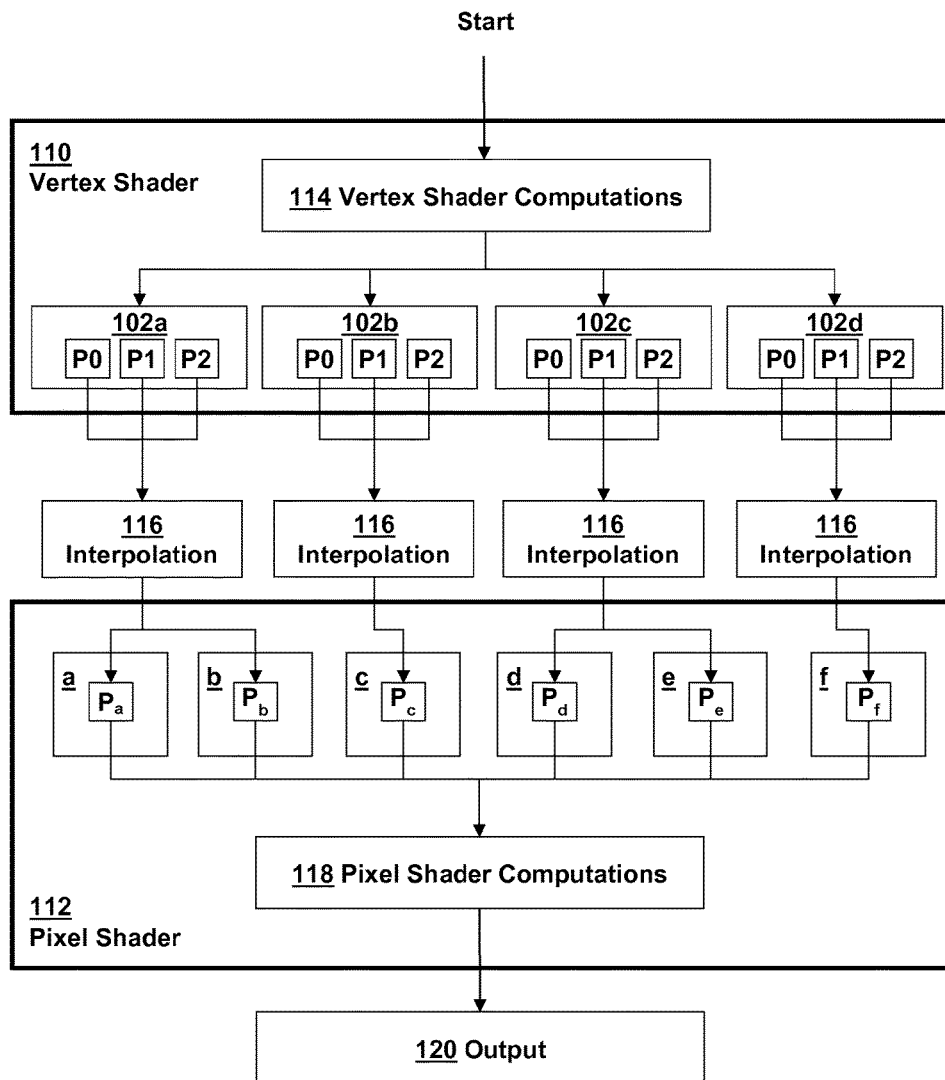 Start
110
Vertex Shader
114 Vertex Shader Computations
102a 102b 102c 102d
P0 P1 P2 P0 P1 P2 P0 P1 P2 P0 P1 P2
116 116 116 116
Interpolation Interpolation Interpolation Interpolation
a b c d e f
Pa Pb Pc Pd Pe Pf
118 Pixel Shader Computations
112
Pixel Shader
120 Output